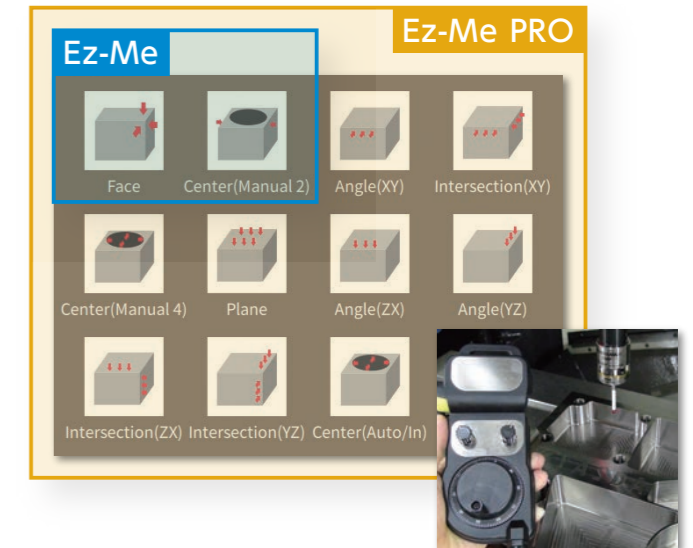 Ez-Me PRO
Ez-Me
Face
Center(Manual 2)
Angle(XY)
Intersection(XY)
Center(Manual 4)
Plane
Angle(ZX)
Angle(YZ)
Intersection(ZX)
Intersection(YZ)
Center(Auto/In)